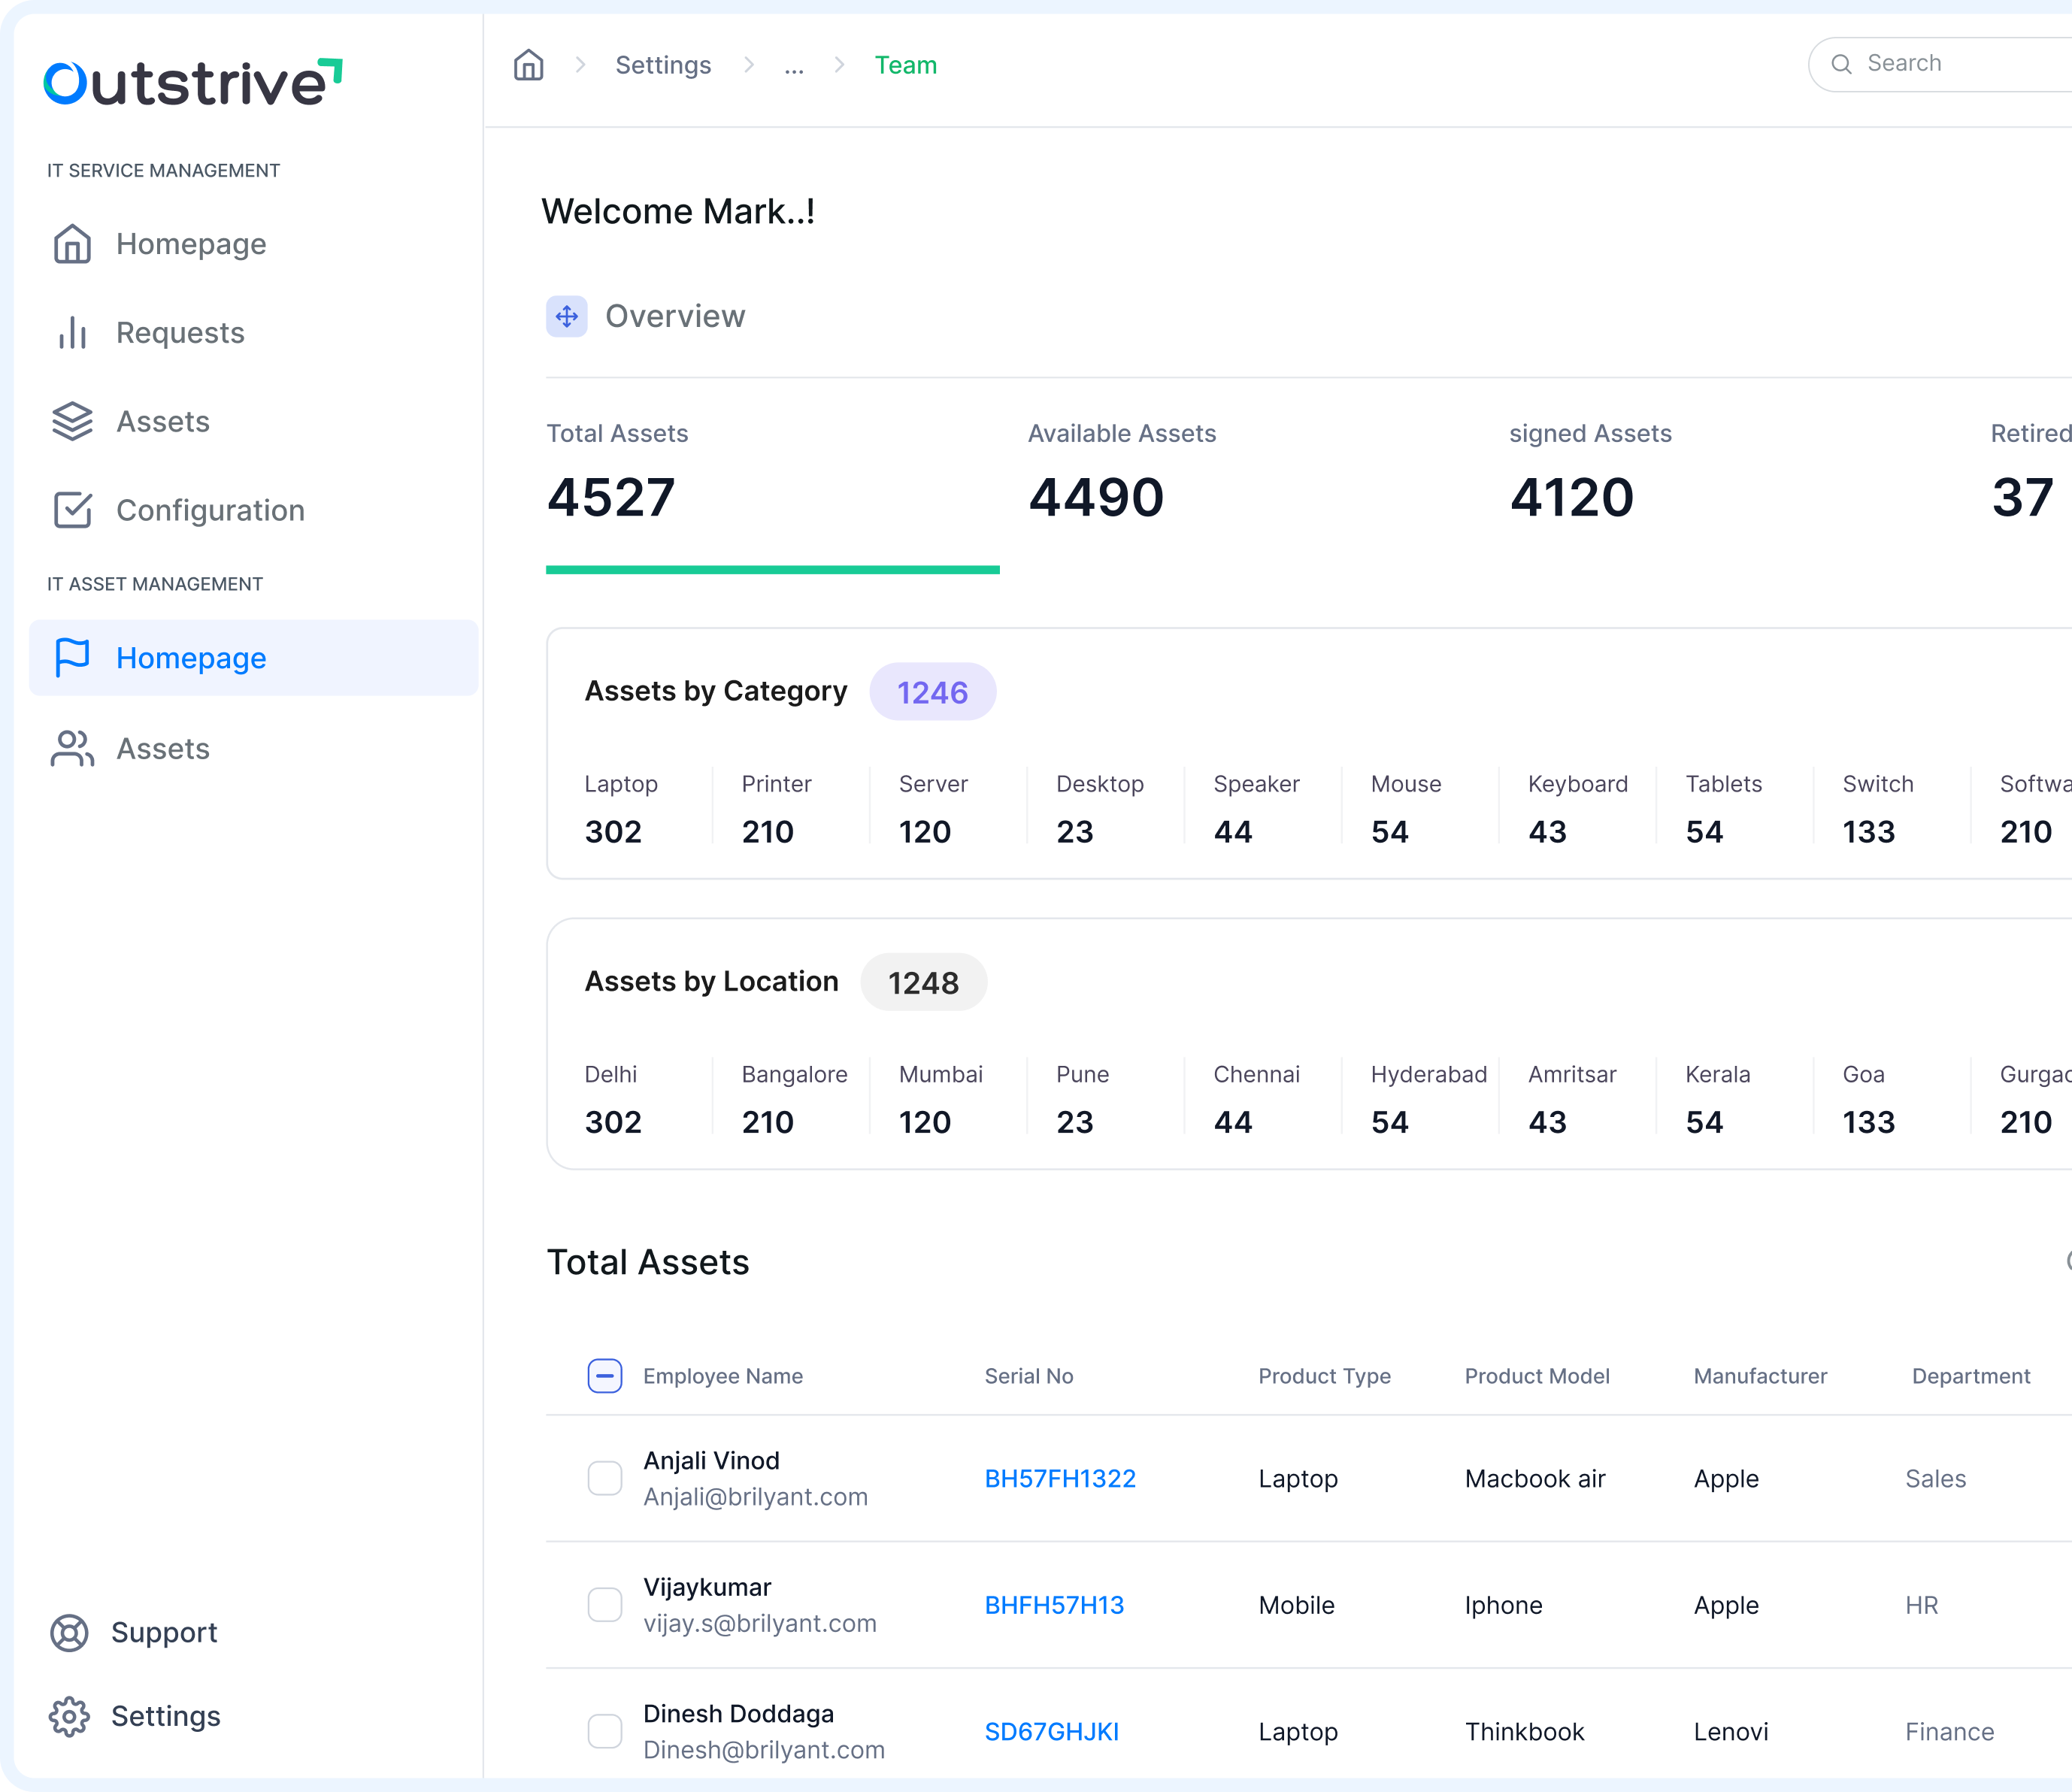 Outstrive
Settings ... Team
Search
IT SERVICE MANAGEMENT
Homepage
Requests
Assets
Configuration
IT ASSET MANAGEMENT
Homepage
Assets
Support
Settings
Welcome Mark..!
Overview
Total Assets Available Assets signed Assets Retired
4527 4490 4120 37
Assets by Category 1246
Laptop Printer Server Desktop Speaker Mouse Keyboard Tablets Switch
302 210 120 23 44 54 43 54 133 210
Assets by Location 1248
Delhi Bangalore Mumbai Pune Chennai Hyderabad Amritsar Kerala Goa
302 210 120 23 44 54 43 54 133 210
Total Assets
Employee Name Serial No Product Type Product Model Manufacturer Department
Anjali Vinod
Anjali@brilyant.com
BH57FH1322 Laptop Macbook air Apple Sales
Vijaykumar
vijay.s@brilyant.com
BHFH57H13 Mobile Iphone Apple HR
Dinesh Doddaga
Dinesh@brilyant.com
SD67GHJKI Laptop Thinkbook Lenovi Finance